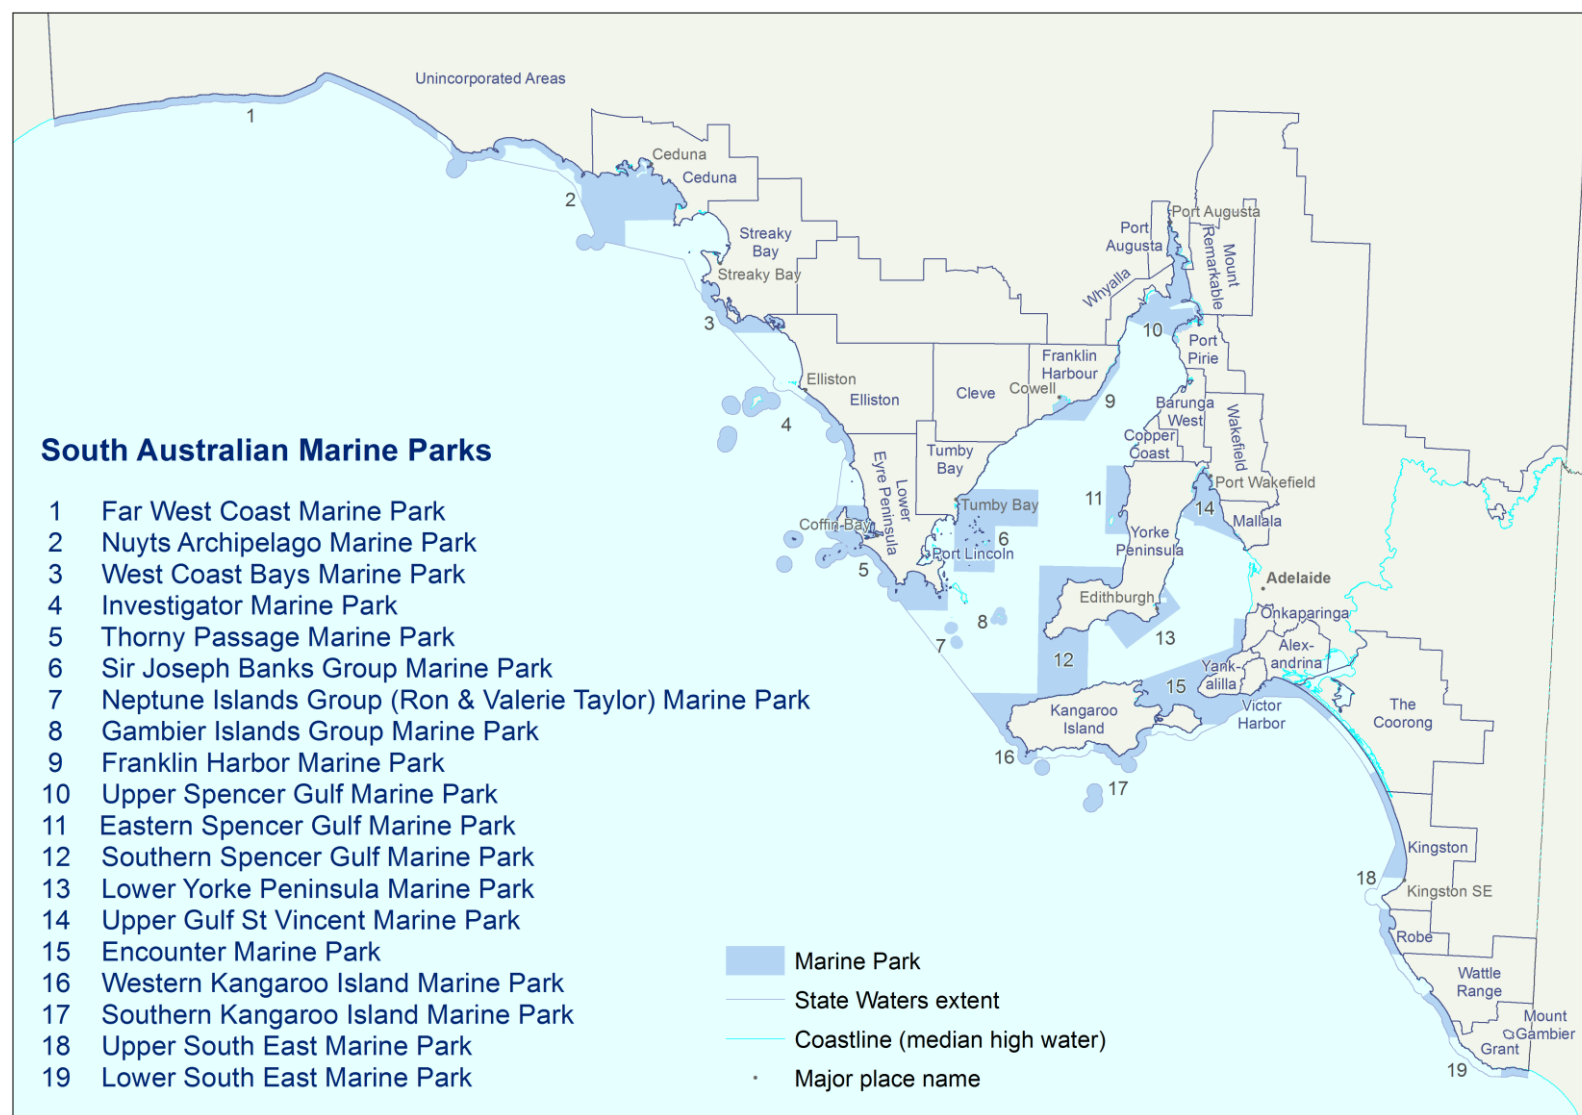 Unincorporated Areas
1
Ceduna
Ceduna
2
Streaky
Bay
Streaky Bay
3
Port Augusta
Port
Augusta
Mount
Remarkable
Whyalla
10
Port
Pirie
Franklin
Harbour
Cowell
9
Elliston
Elliston
4
Cleve
Barunga
West
Wakefield
Copper
Coast
Tumby
Bay
Lower
Eyre Peninsula
11
Port Wakefield
14
Mallala
Tumby Bay
Coffin Bay
6
Port Lincoln
Yorke
Peninsula
5
Adelaide
Edithburgh
Onkaparinga
8
7
13
12
Alex-
andrina
Yank-
alilla
15
Kangaroo
Island
Victor
Harbor
The
Coorong
16
17
Kingston
18
Kingston SE
Robe
Wattle
Range
Mount
Gambier
Grant
19
South Australian Marine Parks
1 Far West Coast Marine Park
2 Nuyts Archipelago Marine Park
3 West Coast Bays Marine Park
4 Investigator Marine Park
5 Thorny Passage Marine Park
6 Sir Joseph Banks Group Marine Park
7 Neptune Islands Group (Ron & Valerie Taylor) Marine Park
8 Gambier Islands Group Marine Park
9 Franklin Harbor Marine Park
10 Upper Spencer Gulf Marine Park
11 Eastern Spencer Gulf Marine Park
12 Southern Spencer Gulf Marine Park
13 Lower Yorke Peninsula Marine Park
14 Upper Gulf St Vincent Marine Park
15 Encounter Marine Park
16 Western Kangaroo Island Marine Park
17 Southern Kangaroo Island Marine Park
18 Upper South East Marine Park
19 Lower South East Marine Park
Marine Park
State Waters extent
Coastline (median high water)
Major place name